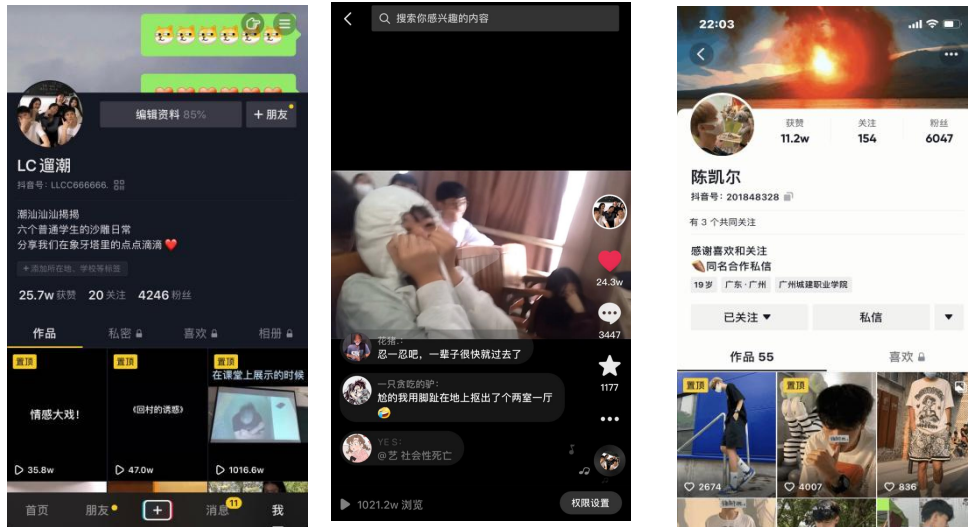 编辑资料 85%
+朋友
LC遛潮
抖音号: LLCC666666.
潮汕汕汕揭揭
六个普通学生的沙雕日常
分享我们在象牙塔里的点点滴滴❤️
+添加所在地、学校等标签
25.7w获赞 20关注 4246粉丝
作品 私密 喜欢 相册
置顶
情感大戏!
35.8w
置顶
《回村的诱惑》
47.0w
置顶
在课堂上展示的时候
1016.6w
首页 朋友 + 消息 11 我
搜索你感兴趣的内容
24.3w
3447
1177
花猪.:
忍一忍吧，一辈子很快就过去了
一只贪吃的驴:
尬的我用脚趾在地上抠出了个两室一厅
🤣
YE S:
@艺 社会性死亡
1021.2w 浏览
权限设置
22:03
获赞 关注 粉丝
11.2w 154 6047
陈凯尔
抖音号: 201848328
有 3 个共同关注
感谢喜欢和关注
同名合作私信
19岁 广东·广州 广州城建职业学院
已关注 ▼ 私信 ▼
作品 55 喜欢
置顶
2674
置顶
4007
836